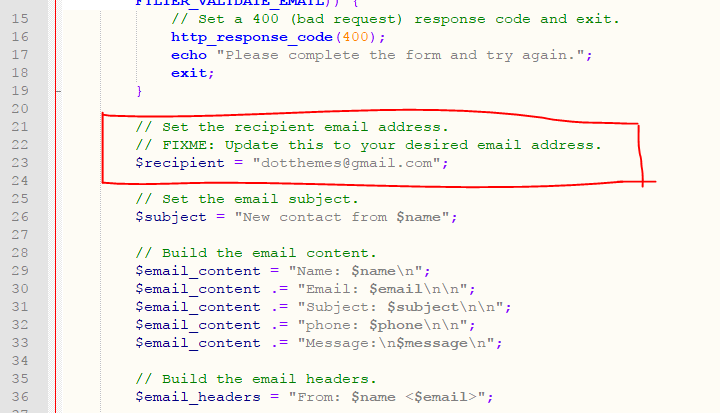 FILTER_VALIDATE_EMAIL)) {
15 // Set a 400 (bad request) response code and exit.
16 http_response_code(400);
17 echo "Please complete the form and try again.";
18 exit;
19 }
20
21 // Set the recipient email address.
22 // FIXME: Update this to your desired email address.
23 $recipient = "dotthemes@gmail.com";
24
25 // Set the email subject.
26 $subject = "New contact from $name";
27
28 // Build the email content.
29 $email_content = "Name: $name\n";
30 $email_content .= "Email: $email\n\n";
31 $email_content .= "Subject: $subject\n\n";
32 $email_content .= "phone: $phone\n\n";
33 $email_content .= "Message:\n$message\n";
34
35 // Build the email headers.
36 $email_headers = "From: $name <$email>";